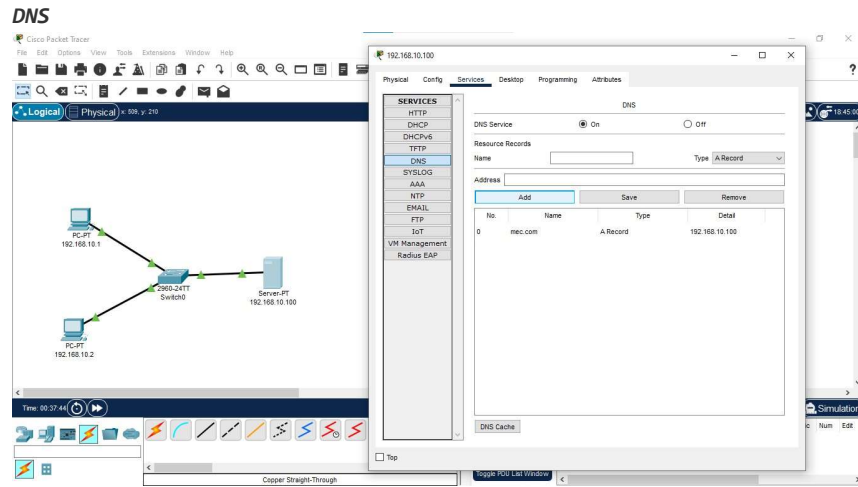 DNS
Cisco Packet Tracer
File Edit Options View Tools Extensions Window Help
Logical Physical x: 509, y: 210
18:45:00
PC-PT
192.168.10.1
2960-24TT
Switch0
Server-PT
192.168.10.100
PC-PT
192.168.10.2
Time: 00:37:44
Simulation
Copper Straight-Through
Toggle PDU List Window
Num Edit
192.168.10.100
Physical Config Services Desktop Programming Attributes
SERVICES
HTTP
DHCP
DHCPv6
TFTP
DNS
SYSLOG
AAA
NTP
EMAIL
FTP
IoT
VM Management
Radius EAP
DNS
DNS Service On Off
Resource Records
Name Type A Record
Address
Add Save Remove
No. Name Type Detail
0 mec.com A Record 192.168.10.100
DNS Cache
Top